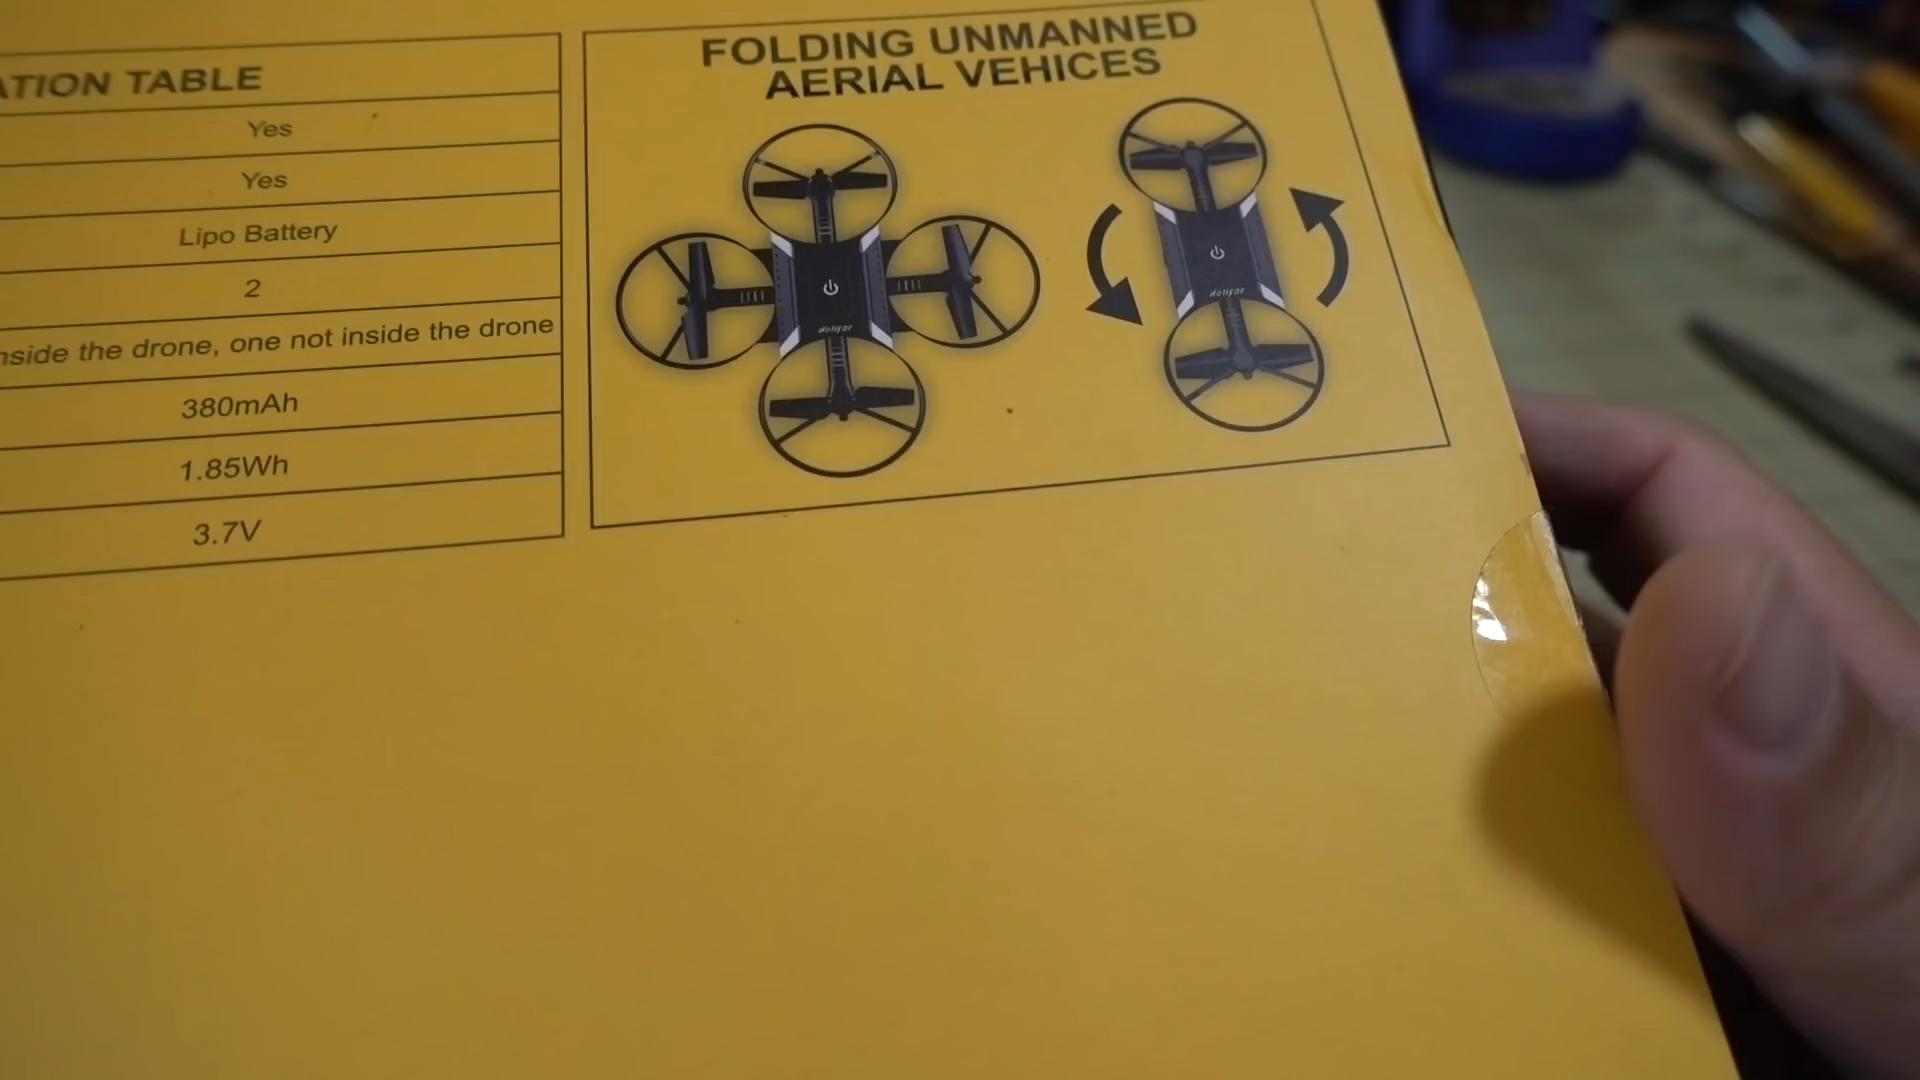 ATION TABLE
Yes
Yes
Lipo Battery
2
nside the drone, one not inside the drone
380mAh
1.85Wh
3.7V
FOLDING UNMANNED
AERIAL VEHICES